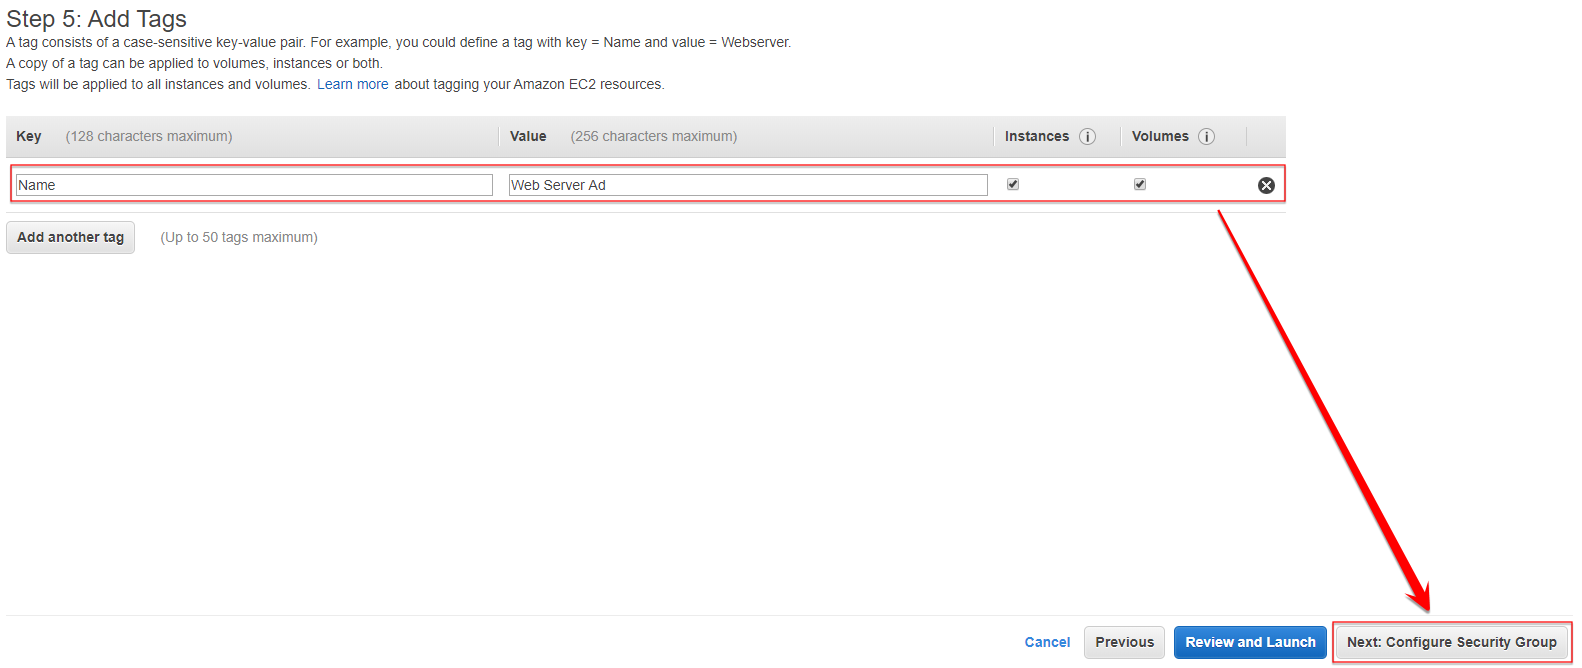 Step 5: Add Tags
A tag consists of a case-sensitive key-value pair. For example, you could define a tag with key = Name and value = Webserver.
A copy of a tag can be applied to volumes, instances or both.
Tags will be applied to all instances and volumes. Learn more about tagging your Amazon EC2 resources.
Key (128 characters maximum) Value (256 characters maximum) Instances i Volumes i
Name Web Server Ad
Add another tag (Up to 50 tags maximum)
Cancel Previous Review and Launch Next: Configure Security Group